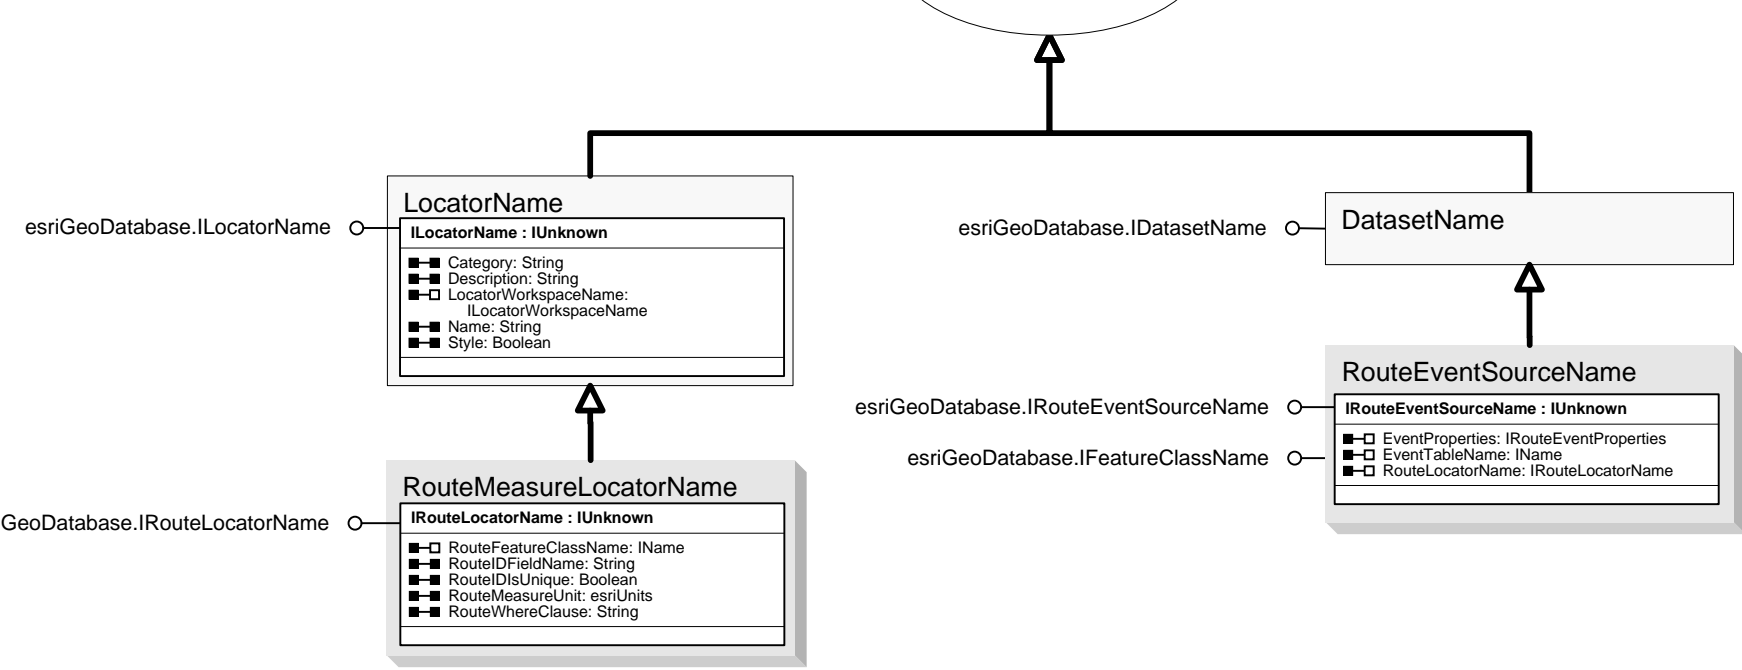 LocatorName
esriGeoDatabase.ILocatorName
ILocatorName : IUnknown
Category: String
Description: String
LocatorWorkspaceName:
ILocatorWorkspaceName
Name: String
Style: Boolean
RouteMeasureLocatorName
GeoDatabase.IRouteLocatorName
IRouteLocatorName : IUnknown
RouteFeatureClassName: IName
RouteIDFieldName: String
RouteIDIsUnique: Boolean
RouteMeasureUnit: esriUnits
RouteWhereClause: String
esriGeoDatabase.IDatasetName
DatasetName
RouteEventSourceName
esriGeoDatabase.IRouteEventSourceName
IRouteEventSourceName : IUnknown
esriGeoDatabase.IFeatureClassName
EventProperties: IRouteEventProperties
EventTableName: IName
RouteLocatorName: IRouteLocatorName